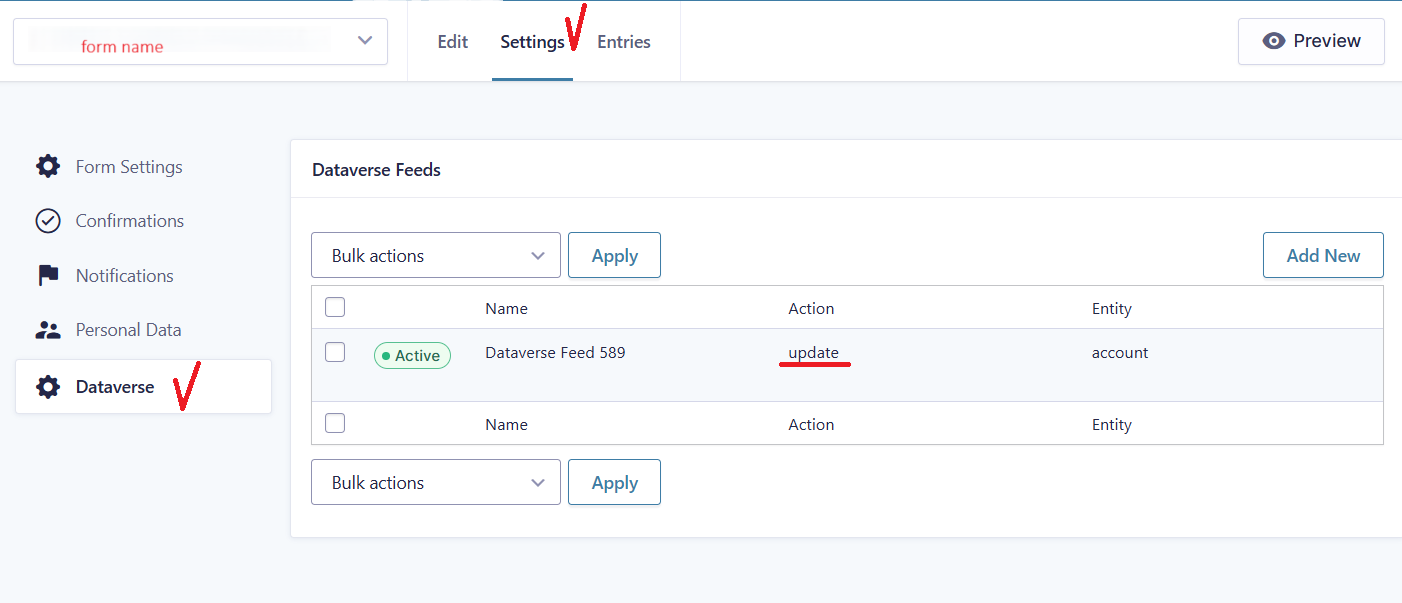 form name
Edit Settings Entries
Preview
Form Settings
Confirmations
Notifications
Personal Data
Dataverse
Dataverse Feeds
Bulk actions Apply Add New
Name Action Entity
Active Dataverse Feed 589 update account
Name Action Entity
Bulk actions Apply